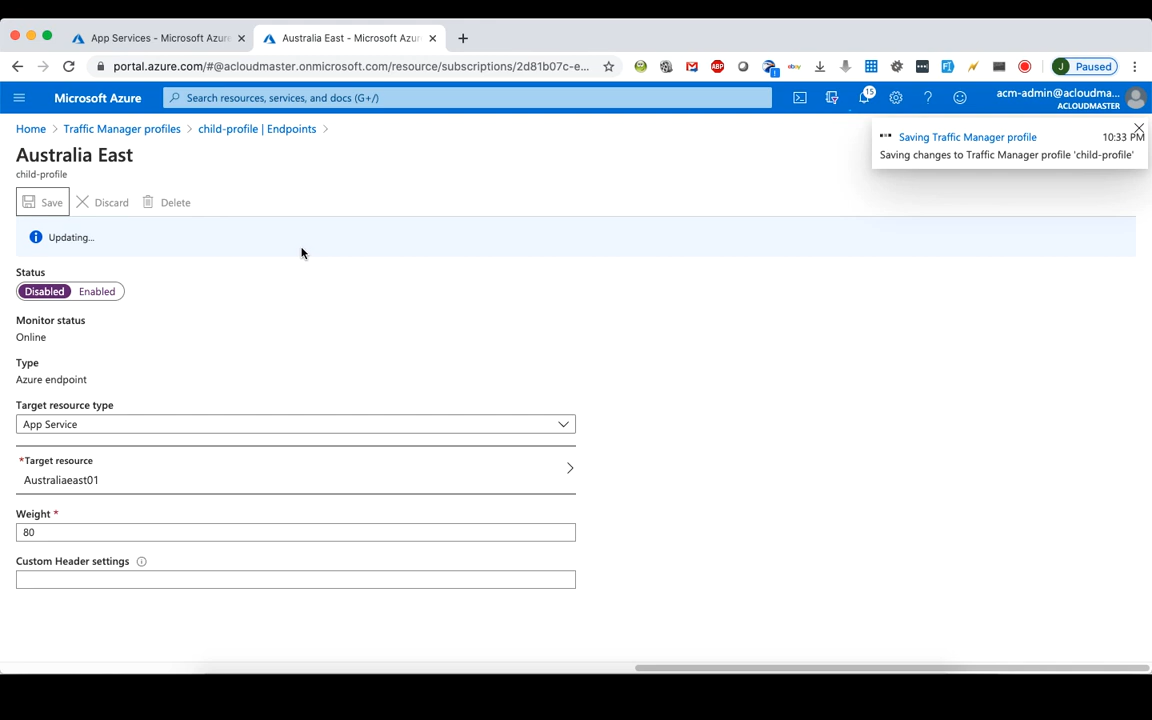 App Services - Microsoft Azure
Australia East - Microsoft Azur
portal.azure.com/#@acloudmaster.onmicrosoft.com/resource/subscriptions/2d81b07c-e...
ABP
ebay
J Paused
Microsoft Azure
Search resources, services, and docs (G+/)
15
acm-admin@acloudma...
ACLOUDMASTER
Home > Traffic Manager profiles > child-profile | Endpoints >
Saving Traffic Manager profile 10:33 PM
Saving changes to Traffic Manager profile 'child-profile'
Australia East
child-profile
Save Discard Delete
Updating...
Status
Disabled Enabled
Monitor status
Online
Type
Azure endpoint
Target resource type
App Service
*Target resource
Australiaeast01
Weight *
80
Custom Header settings